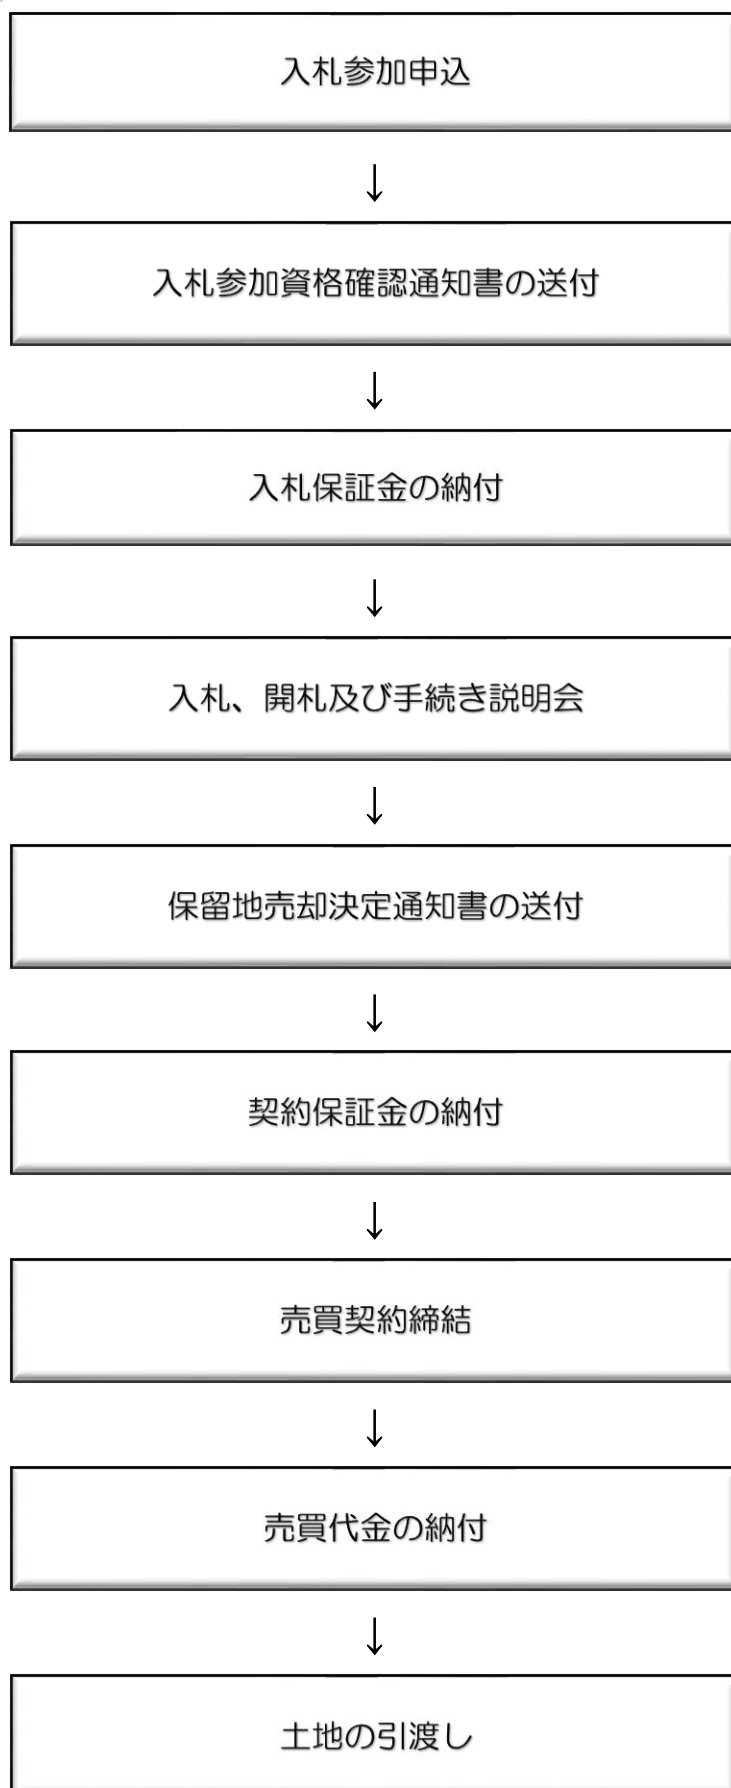 入札参加申込
↓
入札参加資格確認通知書の送付
↓
入札保証金の納付
↓
入札、開札及び手続き説明会
↓
保留地売却決定通知書の送付
↓
契約保証金の納付
↓
売買契約締結
↓
売買代金の納付
↓
土地の引渡し